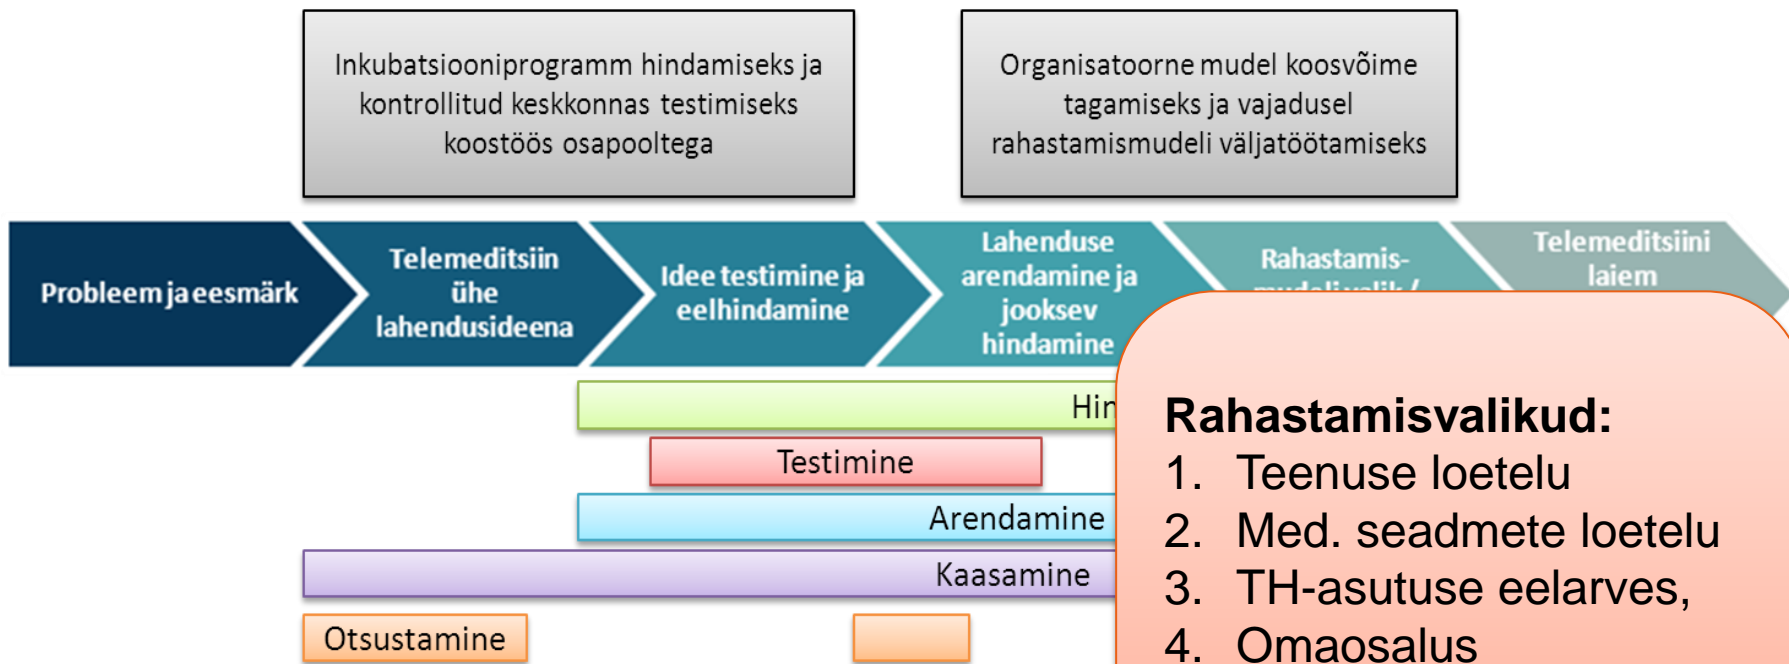 Inkubatsiooniprogramm hindamiseks ja
kontrollitud keskkonnas testimiseks
koostöös osapooltega
Organisatoorne mudel koosvõime
tagamiseks ja vajadusel
rahastamismudeli väljatöötamiseks
Probleem ja eesmärk
Telemeditsiin
ühe
lahendusideena
Idee testimine ja
eelhindamine
Lahenduse
arendamine ja
jooksev
hindamine
Rahastamis-
mudeli valik /
Telemeditsiini
laiem
Hin
Testimine
Arendamine
Kaasamine
Otsustamine
Rahastamisvalikud:
1. Teenuse loetelu
2. Med. seadmete loetelu
3. TH-asutuse eelarves,
4. Omaosalus